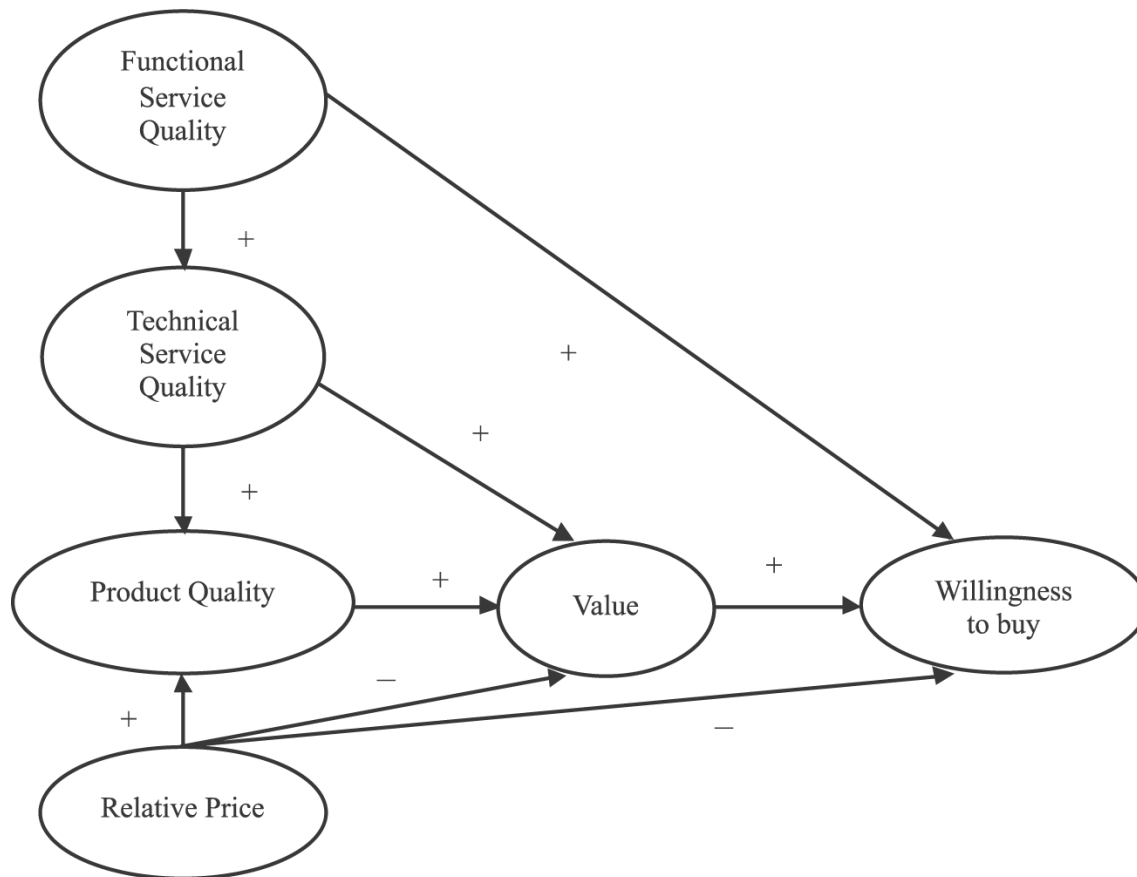 Functional
Service
Quality
+
Technical
Service
Quality
+
+
+
Product Quality
+
Value
+
Willingness
to buy
+
–
–
Relative Price